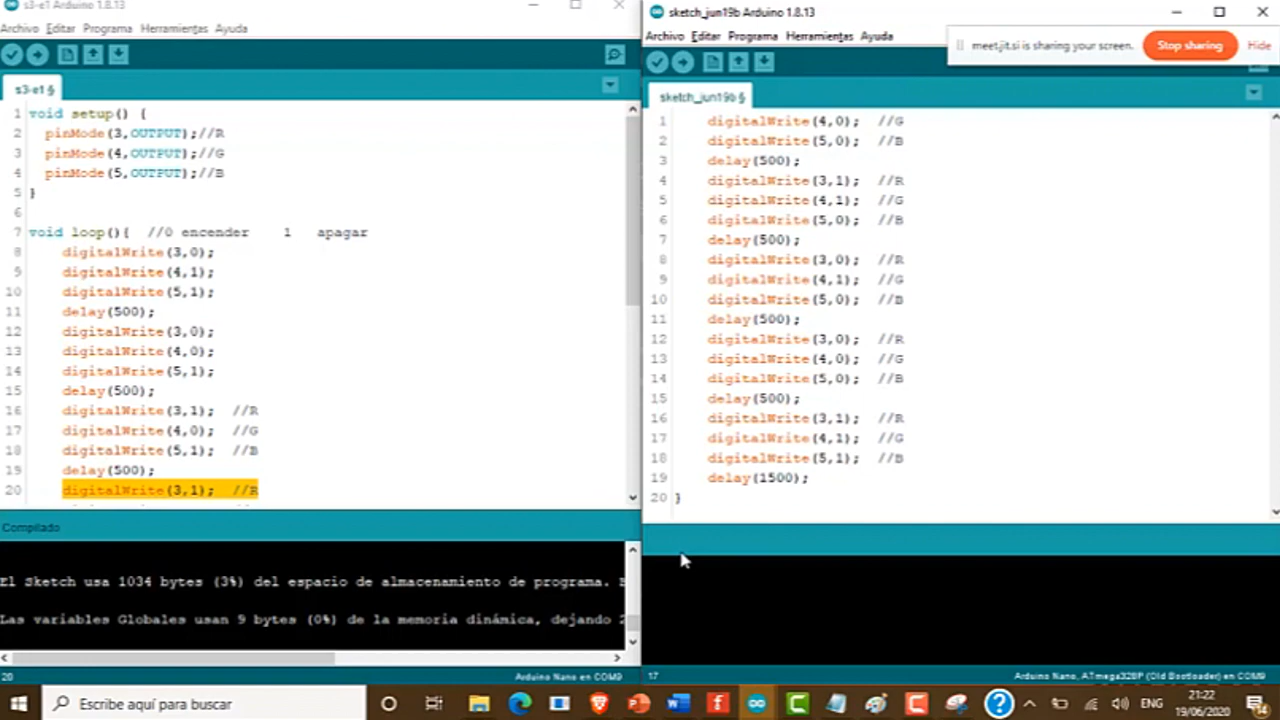 s3-e1 Arduino 1.8.13
Archivo Editar Programa Herramientas Ayuda
s3-e1 §
1 void setup() {
2 pinMode(3,OUTPUT);//R
3 pinMode(4,OUTPUT);//G
4 pinMode(5,OUTPUT);//B
5 }
6
7 void loop(){ //0 encender 1 apagar
8 digitalWrite(3,0);
9 digitalWrite(4,1);
10 digitalWrite(5,1);
11 delay(500);
12 digitalWrite(3,0);
13 digitalWrite(4,0);
14 digitalWrite(5,1);
15 delay(500);
16 digitalWrite(3,1); //R
17 digitalWrite(4,0); //G
18 digitalWrite(5,1); //B
19 delay(500);
20 digitalWrite(3,1); //R
Compilado
El Sketch usa 1034 bytes (3%) del espacio de almacenamiento de programa.
Las variables Globales usan 9 bytes (0%) de la memoria dinámica, dejando 2
20 Arduino Nano en COM9
sketch_jun19b Arduino 1.8.13
Archivo Editar Programa Herramientas Ayuda
meet.jit.si is sharing your screen. Stop sharing Hide
sketch_jun19b §
1 digitalWrite(4,0); //G
2 digitalWrite(5,0); //B
3 delay(500);
4 digitalWrite(3,1); //R
5 digitalWrite(4,1); //G
6 digitalWrite(5,0); //B
7 delay(500);
8 digitalWrite(3,0); //R
9 digitalWrite(4,1); //G
10 digitalWrite(5,0); //B
11 delay(500);
12 digitalWrite(3,0); //R
13 digitalWrite(4,0); //G
14 digitalWrite(5,0); //B
15 delay(500);
16 digitalWrite(3,1); //R
17 digitalWrite(4,1); //G
18 digitalWrite(5,1); //B
19 delay(1500);
20 }
17 Arduino Nano, ATmega328P (Old Bootloader) en COM9
Escribe aquí para buscar
ENG
21:22
19/06/2020